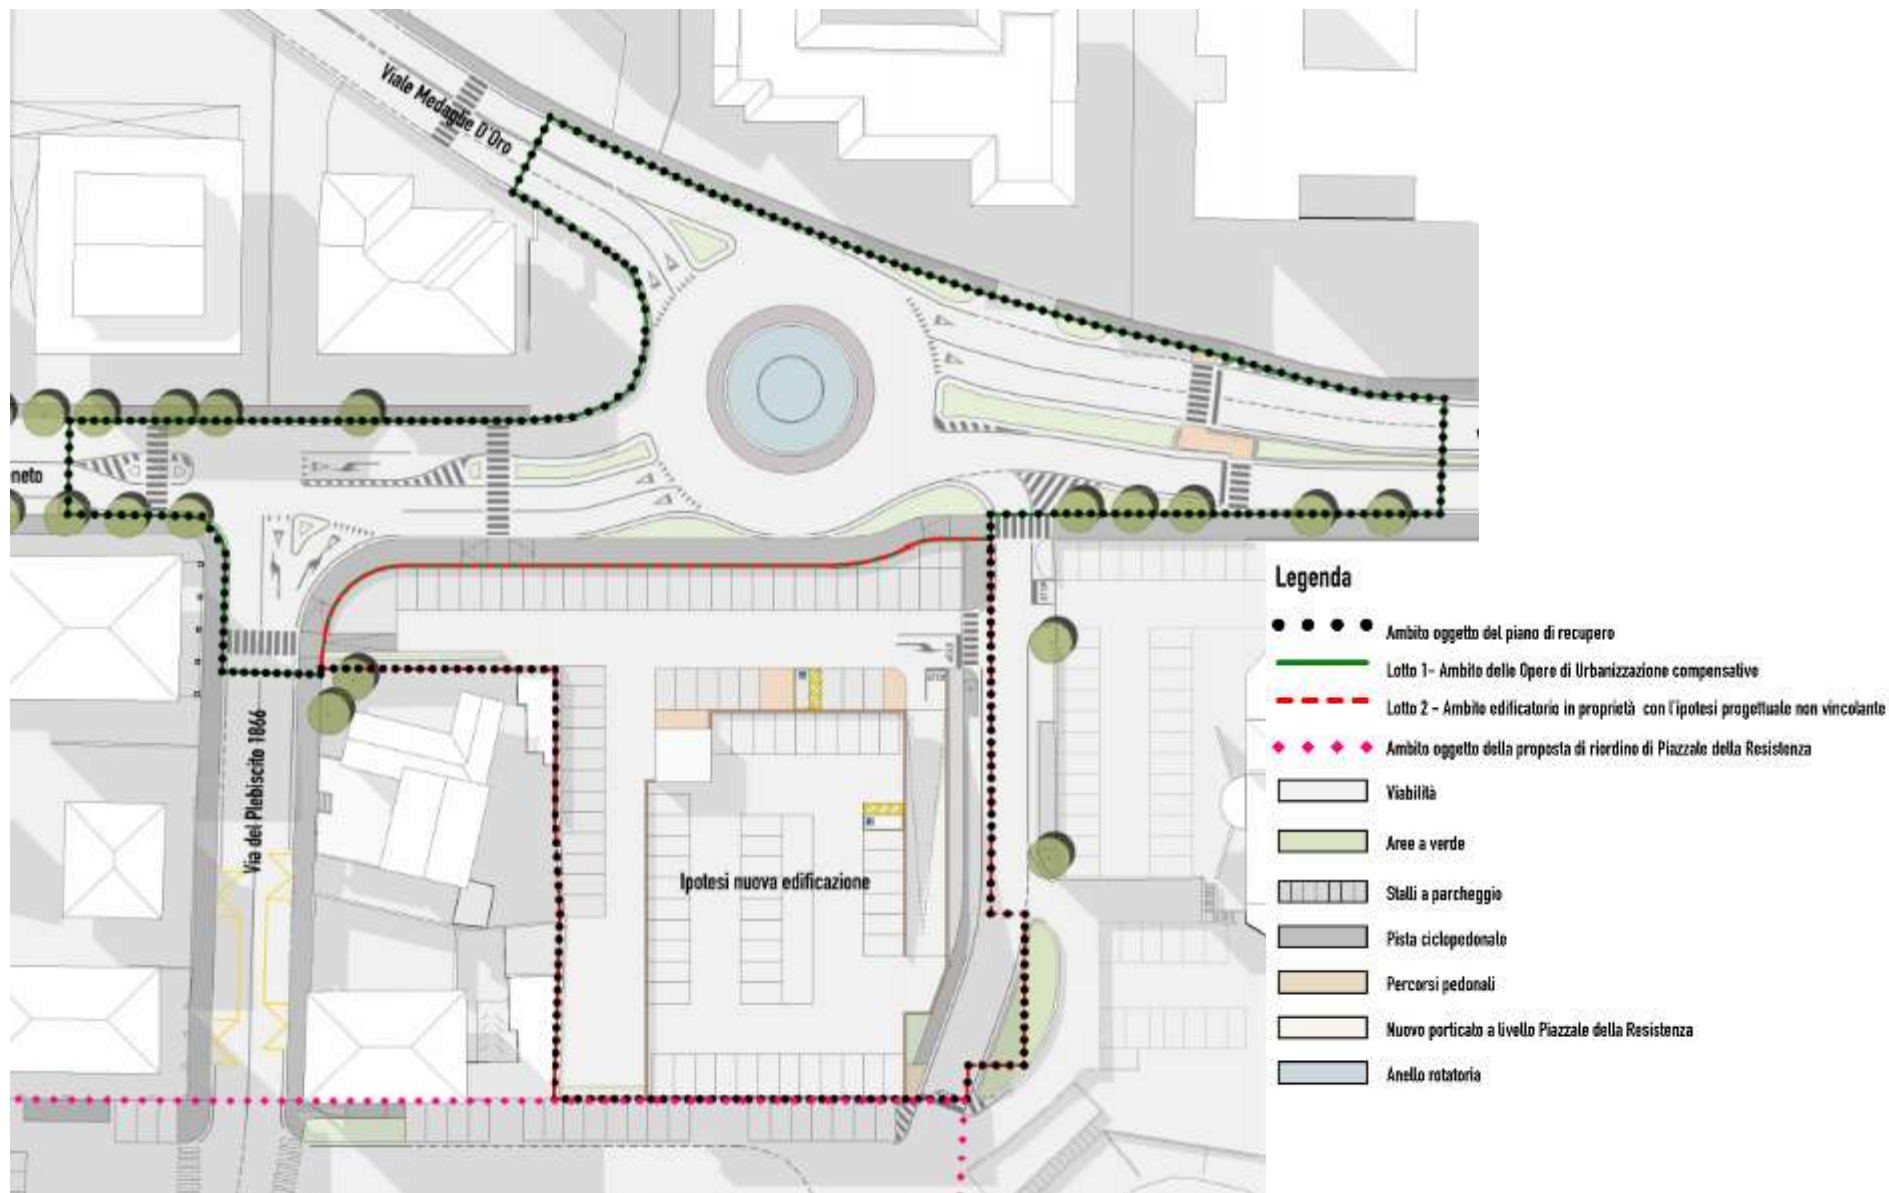 Viale Medaglie D'Oro
neto
Via del Plebiscito 1866
Ipotesi nuova edificazione
STOP
STOP
Legenda
Ambito oggetto del piano di recupero
Lotto 1- Ambito delle Opere di Urbanizzazione compensative
Lotto 2 - Ambito edificatorio in proprietà con l'ipotesi progettuale non vincolante
Ambito oggetto della proposta di riordino di Piazzale della Resistenza
Viabilità
Aree a verde
Stalli a parcheggio
Pista ciclopedonale
Percorsi pedonali
Nuovo porticato a livello Piazzale della Resistenza
Anello rotatoria